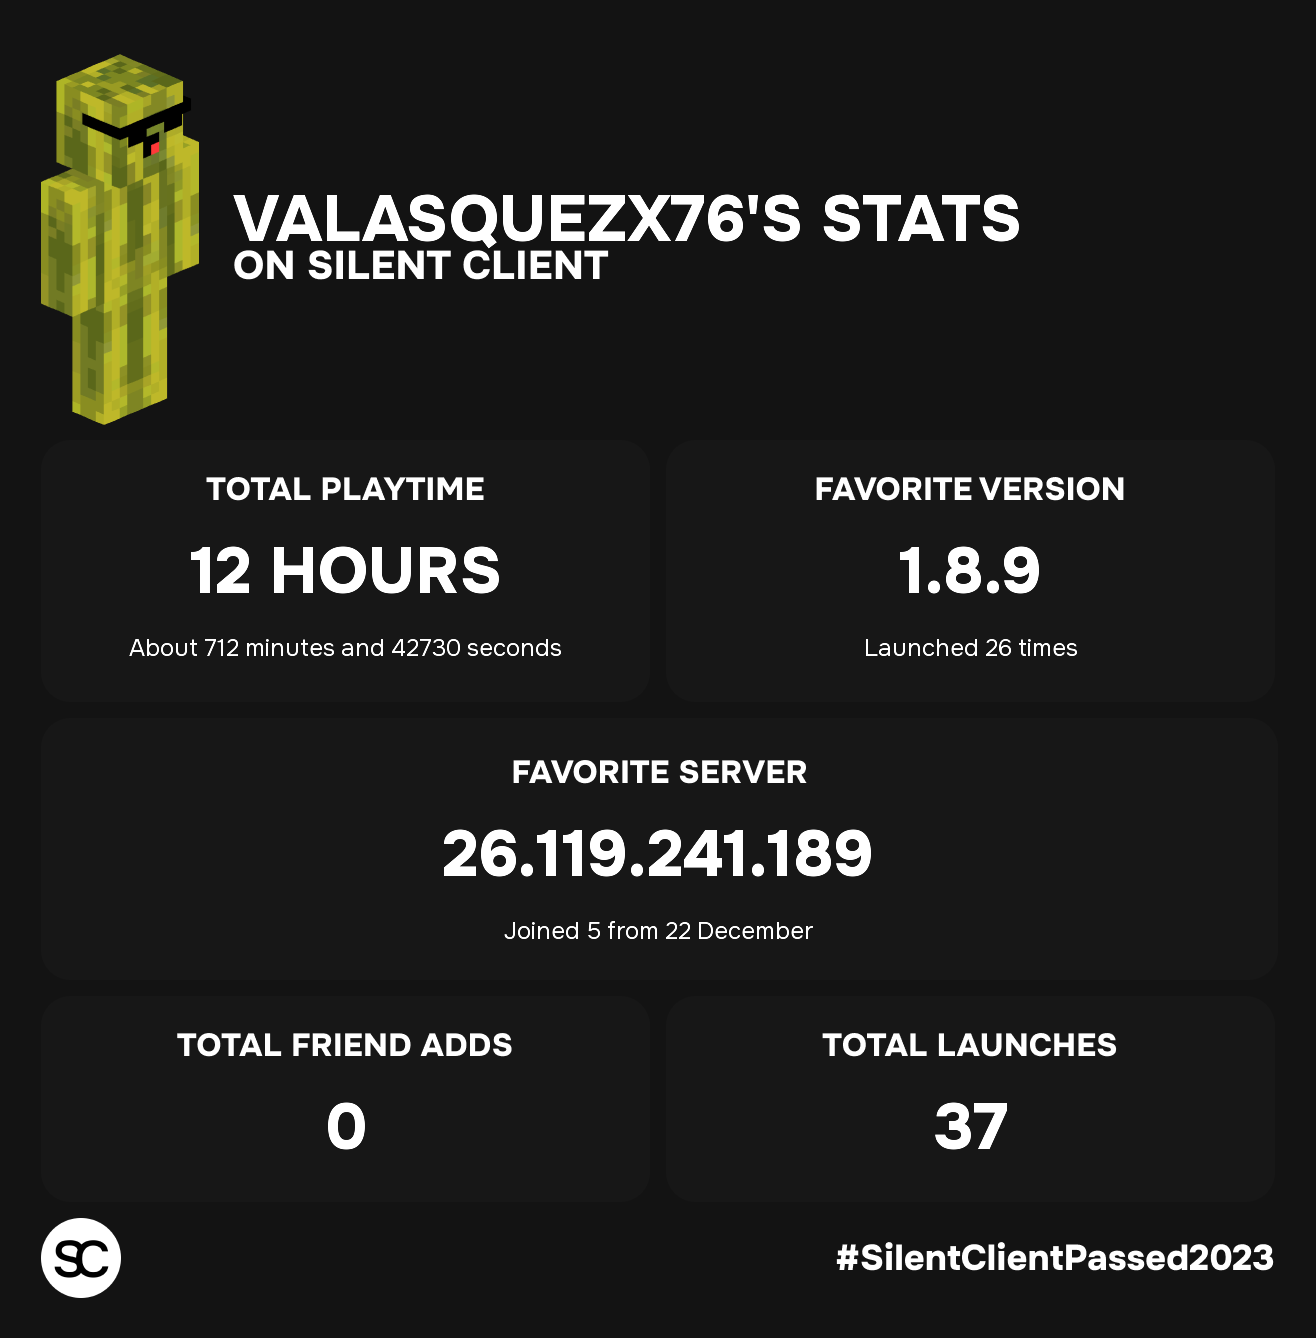 VALASQUEZX76'S STATS
ON SILENT CLIENT
TOTAL PLAYTIME
12 HOURS
About 712 minutes and 42730 seconds
FAVORITE VERSION
1.8.9
Launched 26 times
FAVORITE SERVER
26.119.241.189
Joined 5 from 22 December
TOTAL FRIEND ADDS
0
TOTAL LAUNCHES
37
SC
#SilentClientPassed2023